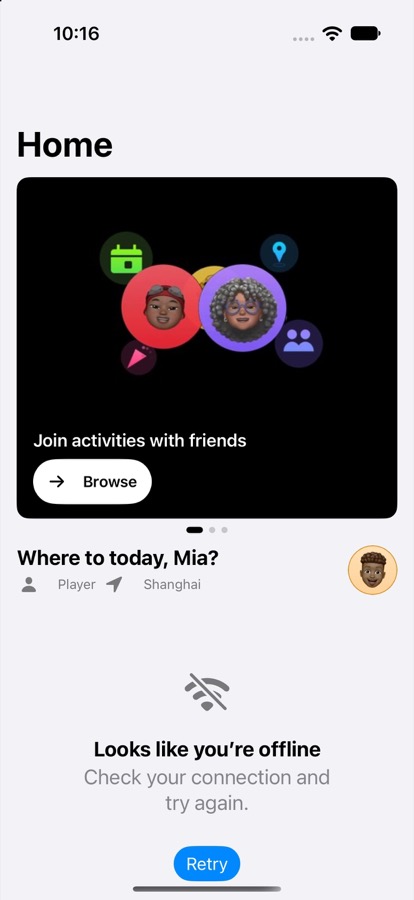 10:16
Home
Join activities with friends
Browse
Where to today, Mia?
Player Shanghai
Looks like you’re offline
Check your connection and
try again.
Retry